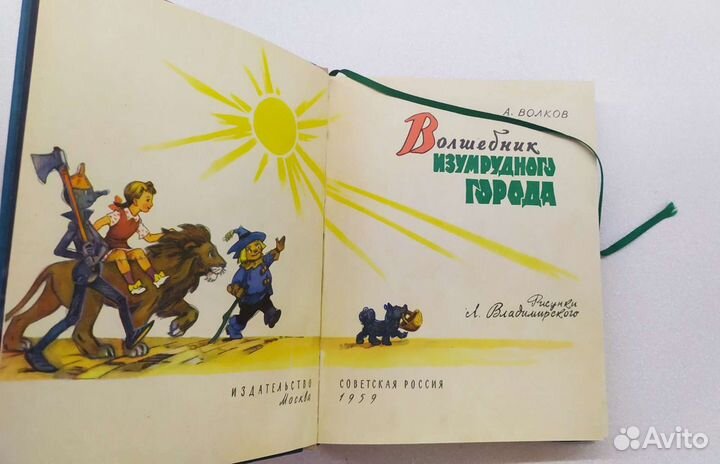 А. ВОЛКОВ
Волшебник
ИЗУМРУДНОГО
ГОРОДА
Рисунки
Л. Владимирского
ИЗДАТЕЛЬСТВО
Москва
СОВЕТСКАЯ РОССИЯ
1959
Avito